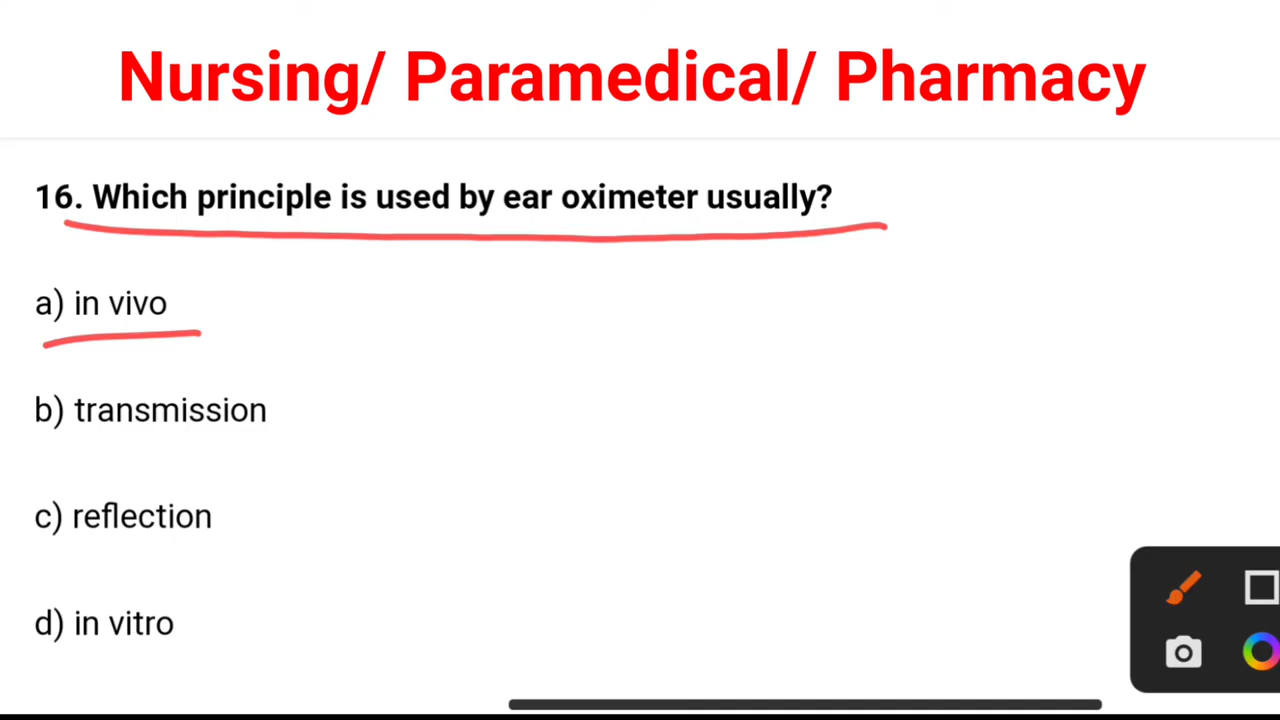 Nursing/ Paramedical/ Pharmacy
16. Which principle is used by ear oximeter usually?
a) in vivo
b) transmission
c) reflection
d) in vitro